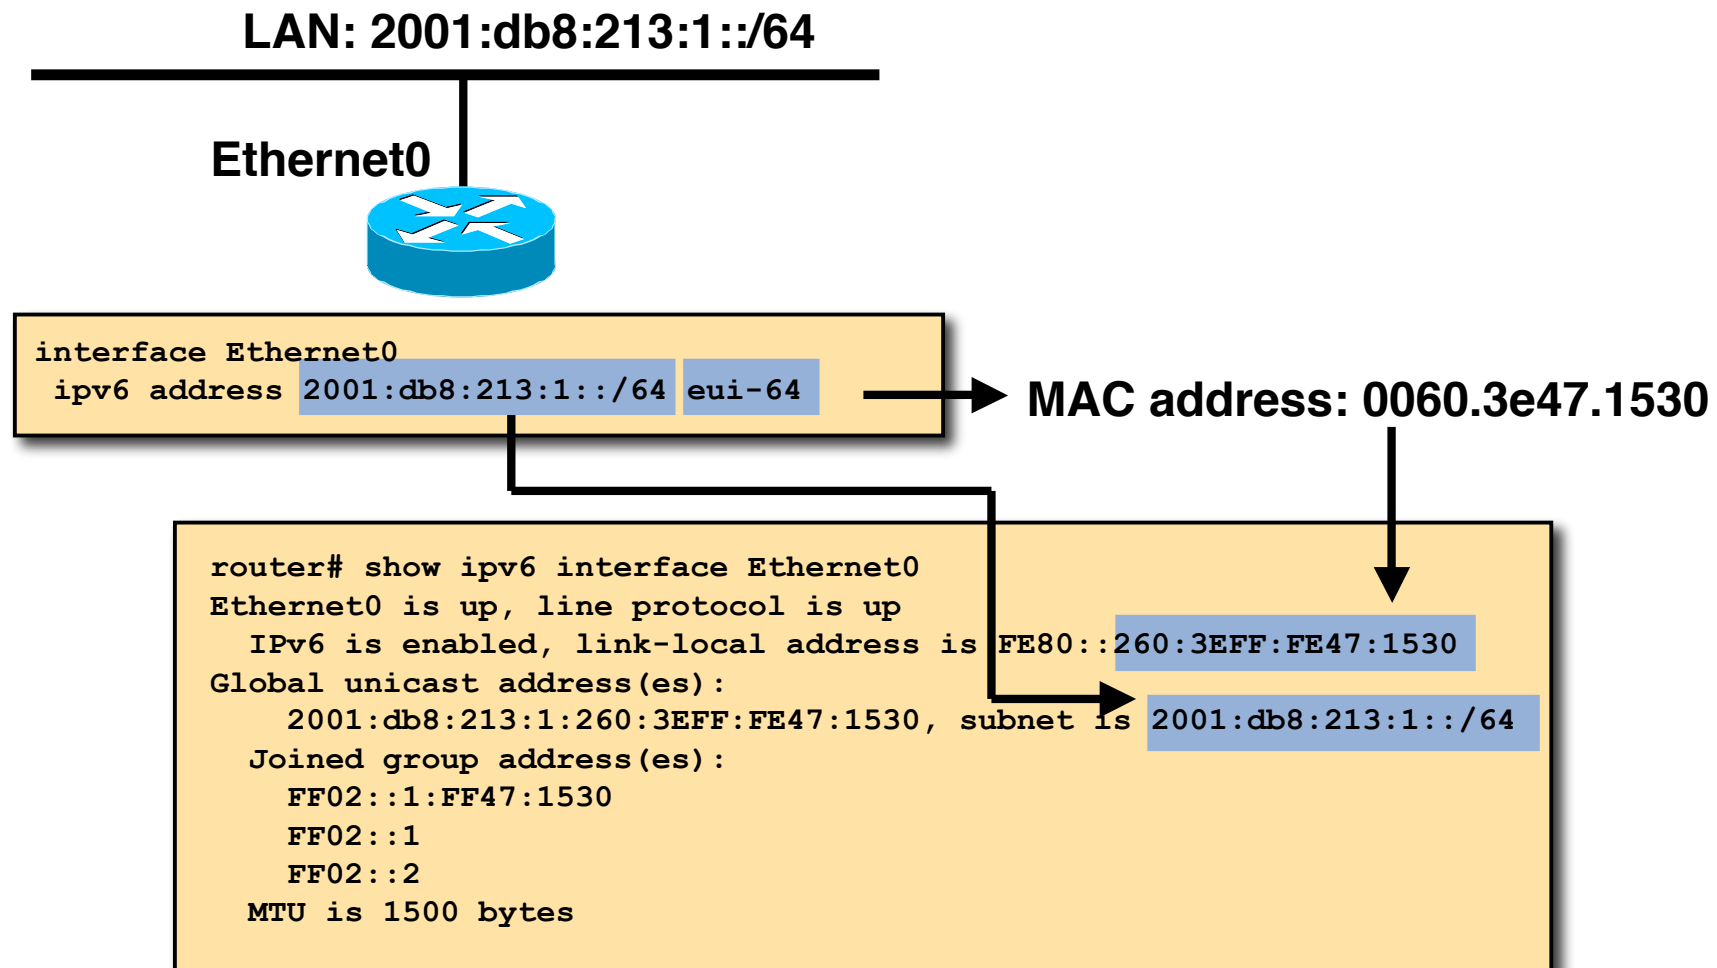 LAN: 2001:db8:213:1::/64
Ethernet0
interface Ethernet0
ipv6 address 2001:db8:213:1::/64 eui-64
MAC address: 0060.3e47.1530
router# show ipv6 interface Ethernet0
Ethernet0 is up, line protocol is up
IPv6 is enabled, link-local address is FE80::260:3EFF:FE47:1530
Global unicast address(es):
2001:db8:213:1:260:3EFF:FE47:1530, subnet is 2001:db8:213:1::/64
Joined group address(es):
FF02::1:FF47:1530
FF02::1
FF02::2
MTU is 1500 bytes